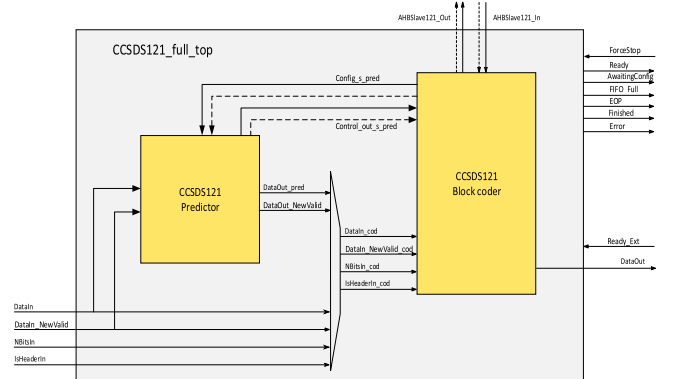 AHBSlave121_Out
AHBSlave121_In
CCSDS121_full_top
ForceStop
Ready
AwaitingConfig
FIFO_Full
EOP
Finished
Error
Config_s_pred
Control_out_s_pred
CCSDS121
Predictor
CCSDS121
Block coder
DataOut_pred
DataOut_NewValid
DataIn_cod
DataIn_NewValid_cod
NBitsIn_cod
IsHeaderIn_cod
Ready_Ext
DataOut
DataIn
DataIn_NewValid
NBitsIn
IsHeaderIn